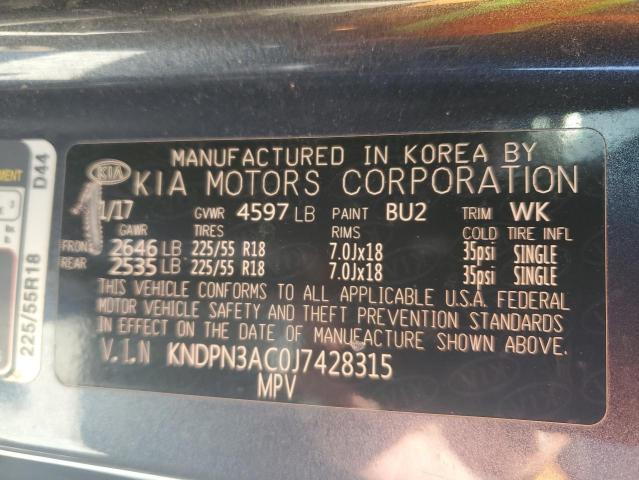 MANUFACTURED IN KOREA BY
KIA KIA MOTORS CORPORATION
1/17 GVWR 4597 LB PAINT BU2 TRIM WK
GAWR TIRES RIMS COLD TIRE INFL
FRONT 2646 LB 225/55 R18 7.0Jx18 35psi SINGLE
REAR 2535 LB 225/55 R18 7.0Jx18 35psi SINGLE
THIS VEHICLE CONFORMS TO ALL APPLICABLE U.S.A. FEDERAL
MOTOR VEHICLE SAFETY AND THEFT PREVENTION STANDARDS
IN EFFECT ON THE DATE OF MANUFACTURE SHOWN ABOVE.
V.I.N KNDPN3AC0J7428315
MPV
D44
225/55R18